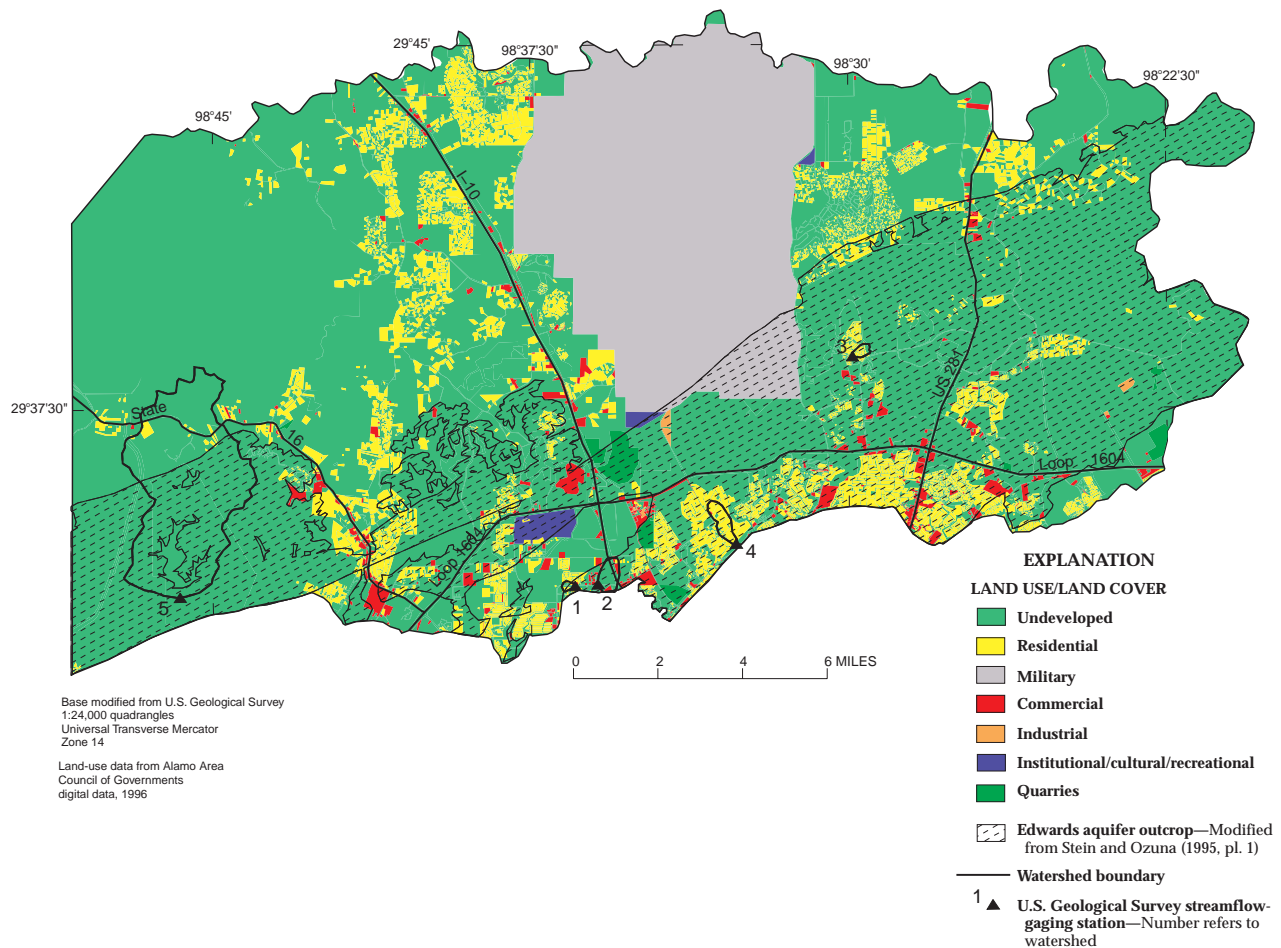 29°45'
98°37'30"
98°30'
98°22'30"
98°45'
I–10
29°37'30"
State
16
US 281
3
Loop 1604
Loop 1604
4
5
1
2
0 2 4 6 MILES
Base modified from U.S. Geological Survey
1:24,000 quadrangles
Universal Transverse Mercator
Zone 14
Land-use data from Alamo Area
Council of Governments
digital data, 1996
EXPLANATION
LAND USE/LAND COVER
Undeveloped
Residential
Military
Commercial
Industrial
Institutional/cultural/recreational
Quarries
Edwards aquifer outcrop—Modified
from Stein and Ozuna (1995, pl. 1)
Watershed boundary
1 U.S. Geological Survey streamflow-
gaging station—Number refers to
watershed